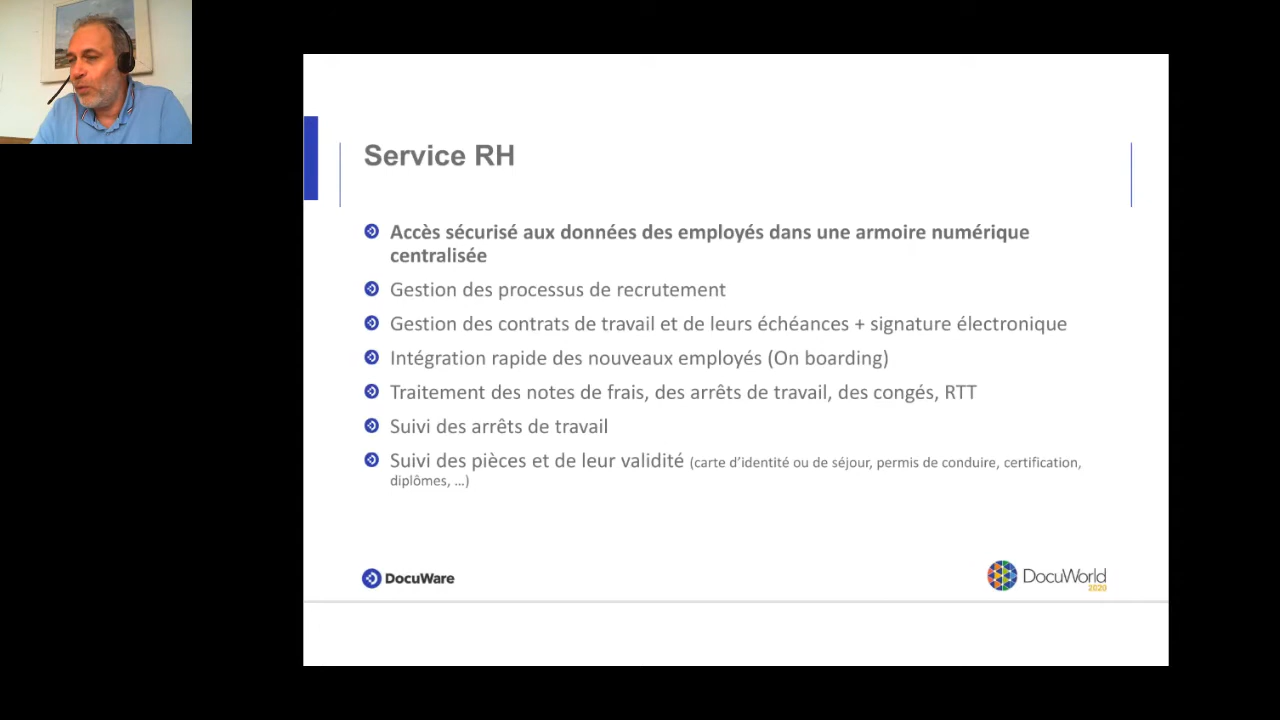 Service RH
Accès sécurisé aux données des employés dans une armoire numérique
centralisée
Gestion des processus de recrutement
Gestion des contrats de travail et de leurs échéances + signature électronique
Intégration rapide des nouveaux employés (On boarding)
Traitement des notes de frais, des arrêts de travail, des congés, RTT
Suivi des arrêts de travail
Suivi des pièces et de leur validité (carte d’identité ou de séjour, permis de conduire, certification,
diplômes, …)
DocuWare
DocuWorld
2020